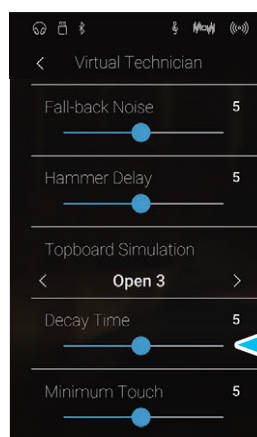 Virtual Technician
Fall-back Noise 5
Hammer Delay 5
Topboard Simulation
< Open 3 >
Decay Time 5
Minimum Touch 5